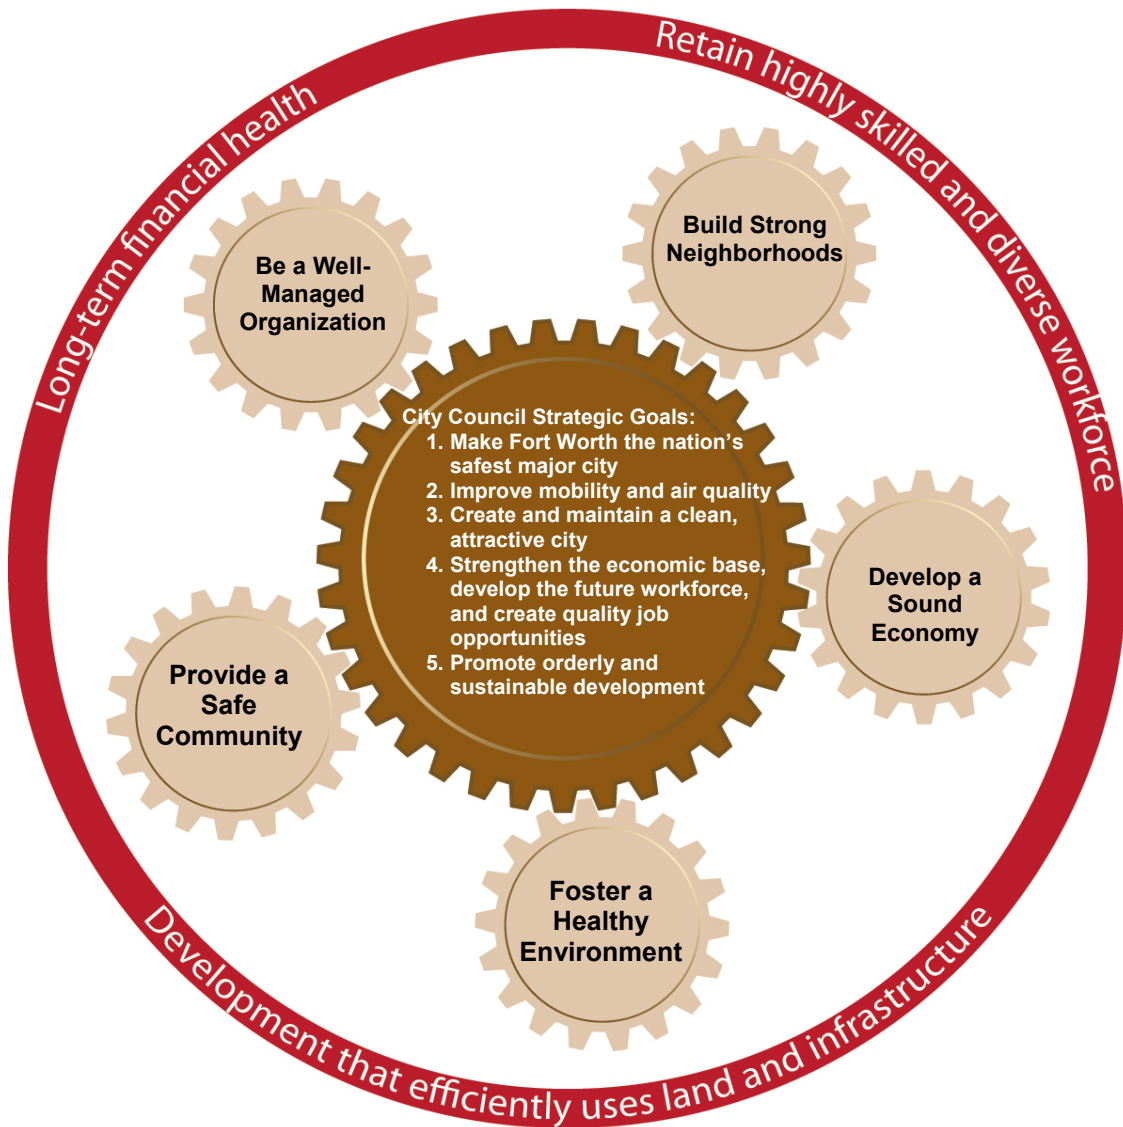 Long-term financial health
Retain highly skilled and diverse workforce
Be a Well-
Managed
Organization
Build Strong
Neighborhoods
City Council Strategic Goals:
1. Make Fort Worth the nation’s
safest major city
2. Improve mobility and air quality
3. Create and maintain a clean,
attractive city
4. Strengthen the economic base,
develop the future workforce,
and create quality job
opportunities
5. Promote orderly and
sustainable development
Develop a
Sound
Economy
Provide a
Safe
Community
Foster a
Healthy
Environment
Development that efficiently uses land and infrastructure